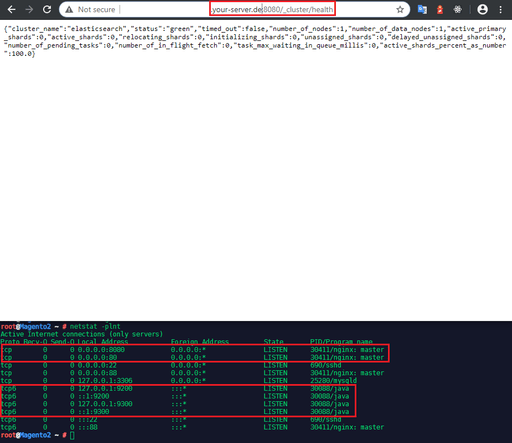 Not secure
your-server.de:8080/_cluster/health
{"cluster_name":"elasticsearch","status":"green","timed_out":false,"number_of_nodes":1,"number_of_data_nodes":1,"active_primary
_shards":0,"active_shards":0,"relocating_shards":0,"initializing_shards":0,"unassigned_shards":0,"delayed_unassigned_shards":0,
"number_of_pending_tasks":0,"number_of_in_flight_fetch":0,"task_max_waiting_in_queue_millis":0,"active_shards_percent_as_number"
:100.0}
root@Magento2 ~ # netstat -plnt
Active Internet connections (only servers)
Proto Recv-Q Send-Q Local Address Foreign Address State PID/Program name
tcp 0 0 0.0.0.0:8080 0.0.0.0:* LISTEN 30411/nginx: master
tcp 0 0 0.0.0.0:80 0.0.0.0:* LISTEN 30411/nginx: master
tcp 0 0 0.0.0.0:22 0.0.0.0:* LISTEN 690/sshd
tcp 0 0 0.0.0.0:88 0.0.0.0:* LISTEN 30411/nginx: master
tcp 0 0 127.0.0.1:3306 0.0.0.0:* LISTEN 25280/mysqld
tcp6 0 0 127.0.0.1:9200 :::* LISTEN 30088/java
tcp6 0 0 ::1:9200 :::* LISTEN 30088/java
tcp6 0 0 127.0.0.1:9300 :::* LISTEN 30088/java
tcp6 0 0 ::1:9300 :::* LISTEN 30088/java
tcp6 0 0 :::22 :::* LISTEN 690/sshd
tcp6 0 0 :::88 :::* LISTEN 30411/nginx: master
root@Magento2 ~ #